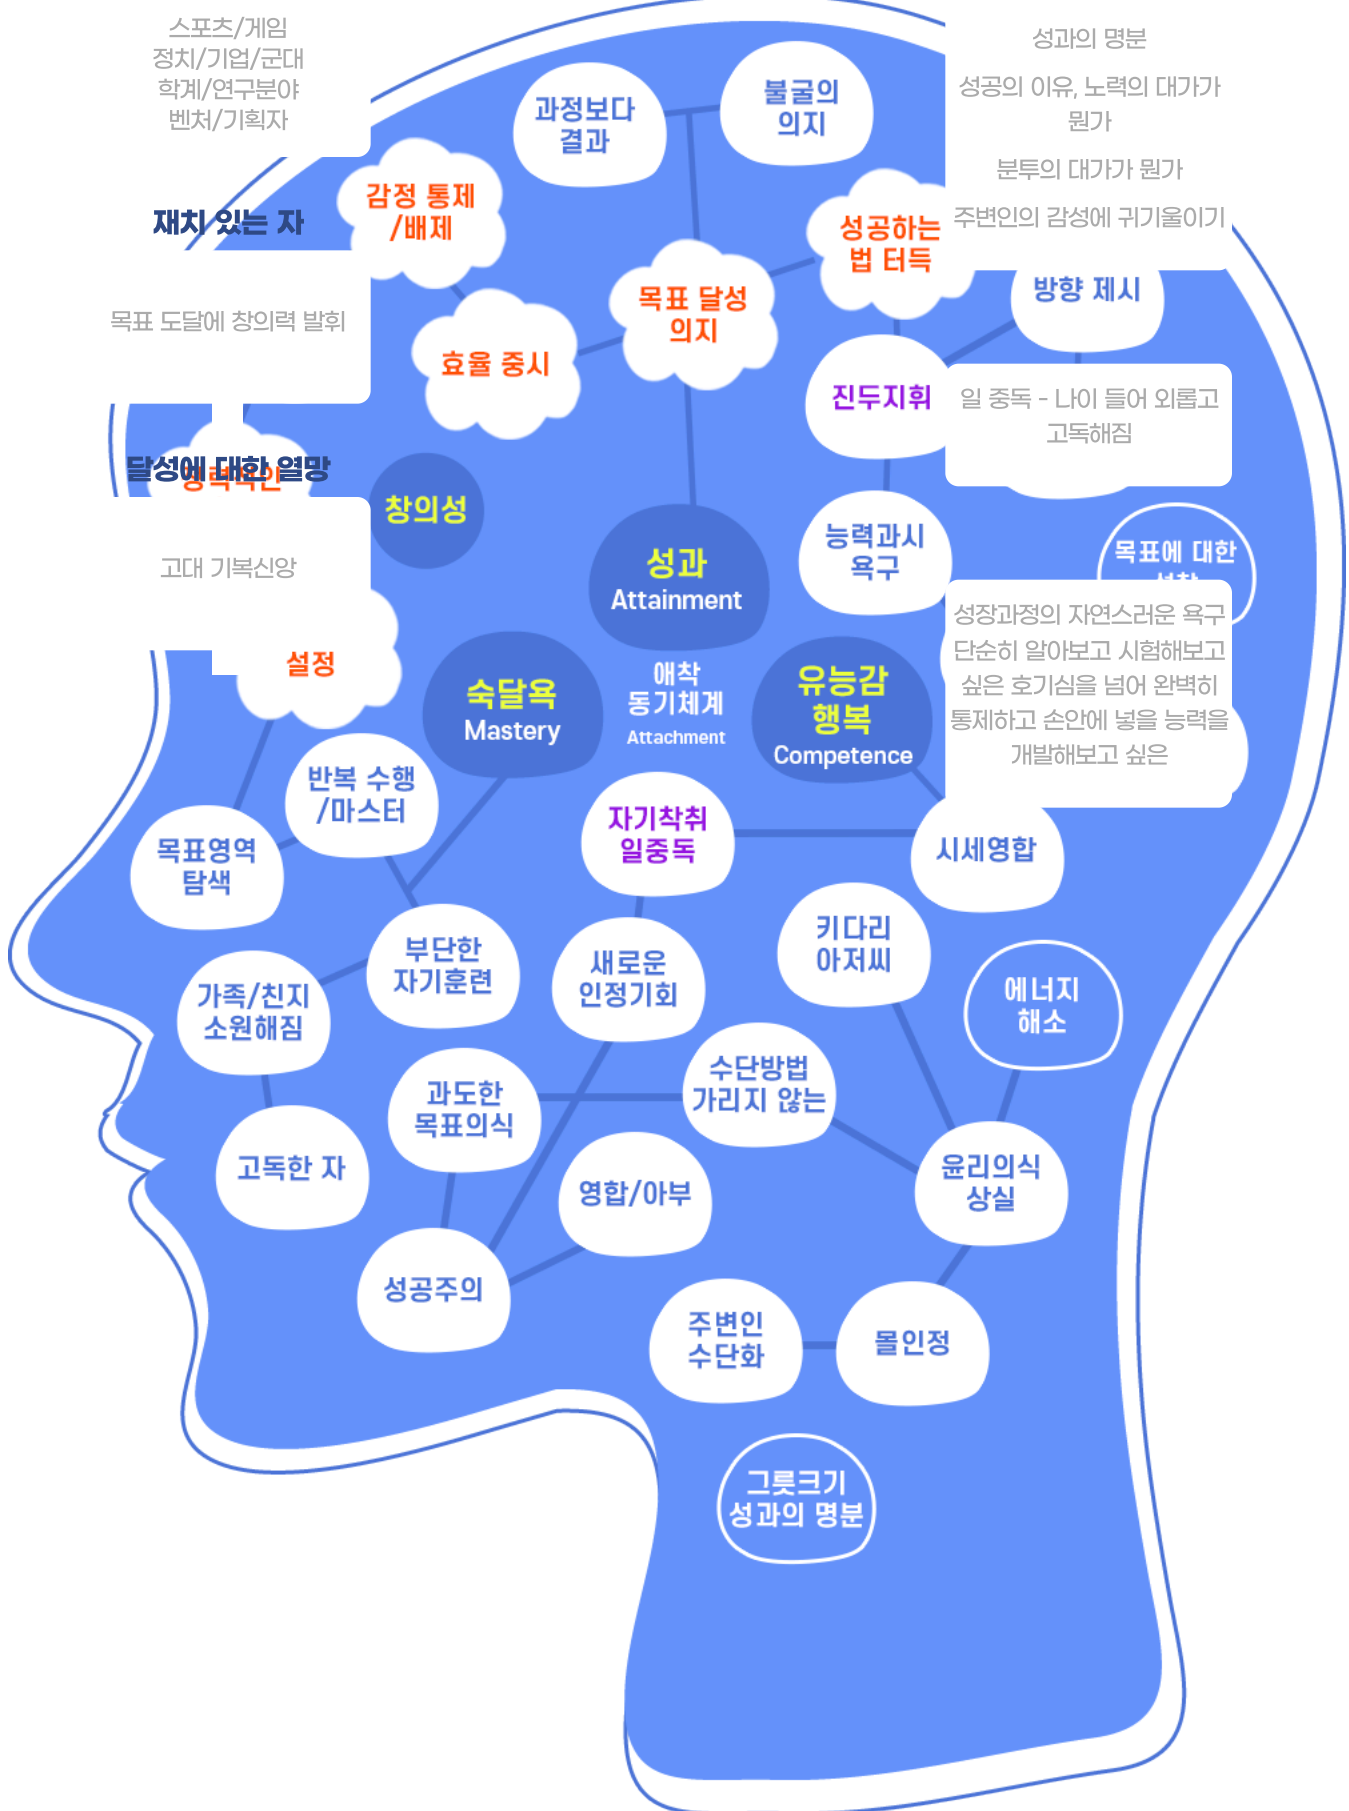 스포츠/게임
정치/기업/군대
학계/연구분야
벤처/기획자
재치 있는 자
목표 도달에 창의력 발휘
달성에 대한 열망
고대 기복신앙
성과의 명분
성공의 이유, 노력의 대가가
뭔가
분투의 대가가 뭔가
주변인의 감성에 귀기울이기
일 중독 - 나이 들어 외롭고
고독해짐
성장과정의 자연스러운 욕구
단순히 알아보고 시험해보고
싶은 호기심을 넘어 완벽히
통제하고 손안에 넣을 능력을
개발해보고 싶은
과정보다
결과
불굴의
의지
감정 통제
/배제
성공하는
법 터득
목표 달성
의지
방향 제시
효율 중시
진두지휘
창의성
능력과시
욕구
목표에 대한
성과
Attainment
설정
숙달욕
Mastery
애착
동기체계
Attachment
유능감
행복
Competence
반복 수행
/마스터
자기착취
일중독
목표영역
탐색
시세영합
키다리
아저씨
부단한
자기훈련
새로운
인정기회
가족/친지
소원해짐
에너지
해소
수단방법
가리지 않는
과도한
목표의식
고독한 자
영합/아부
윤리의식
상실
성공주의
주변인
수단화
몰인정
그릇크기
성과의 명분